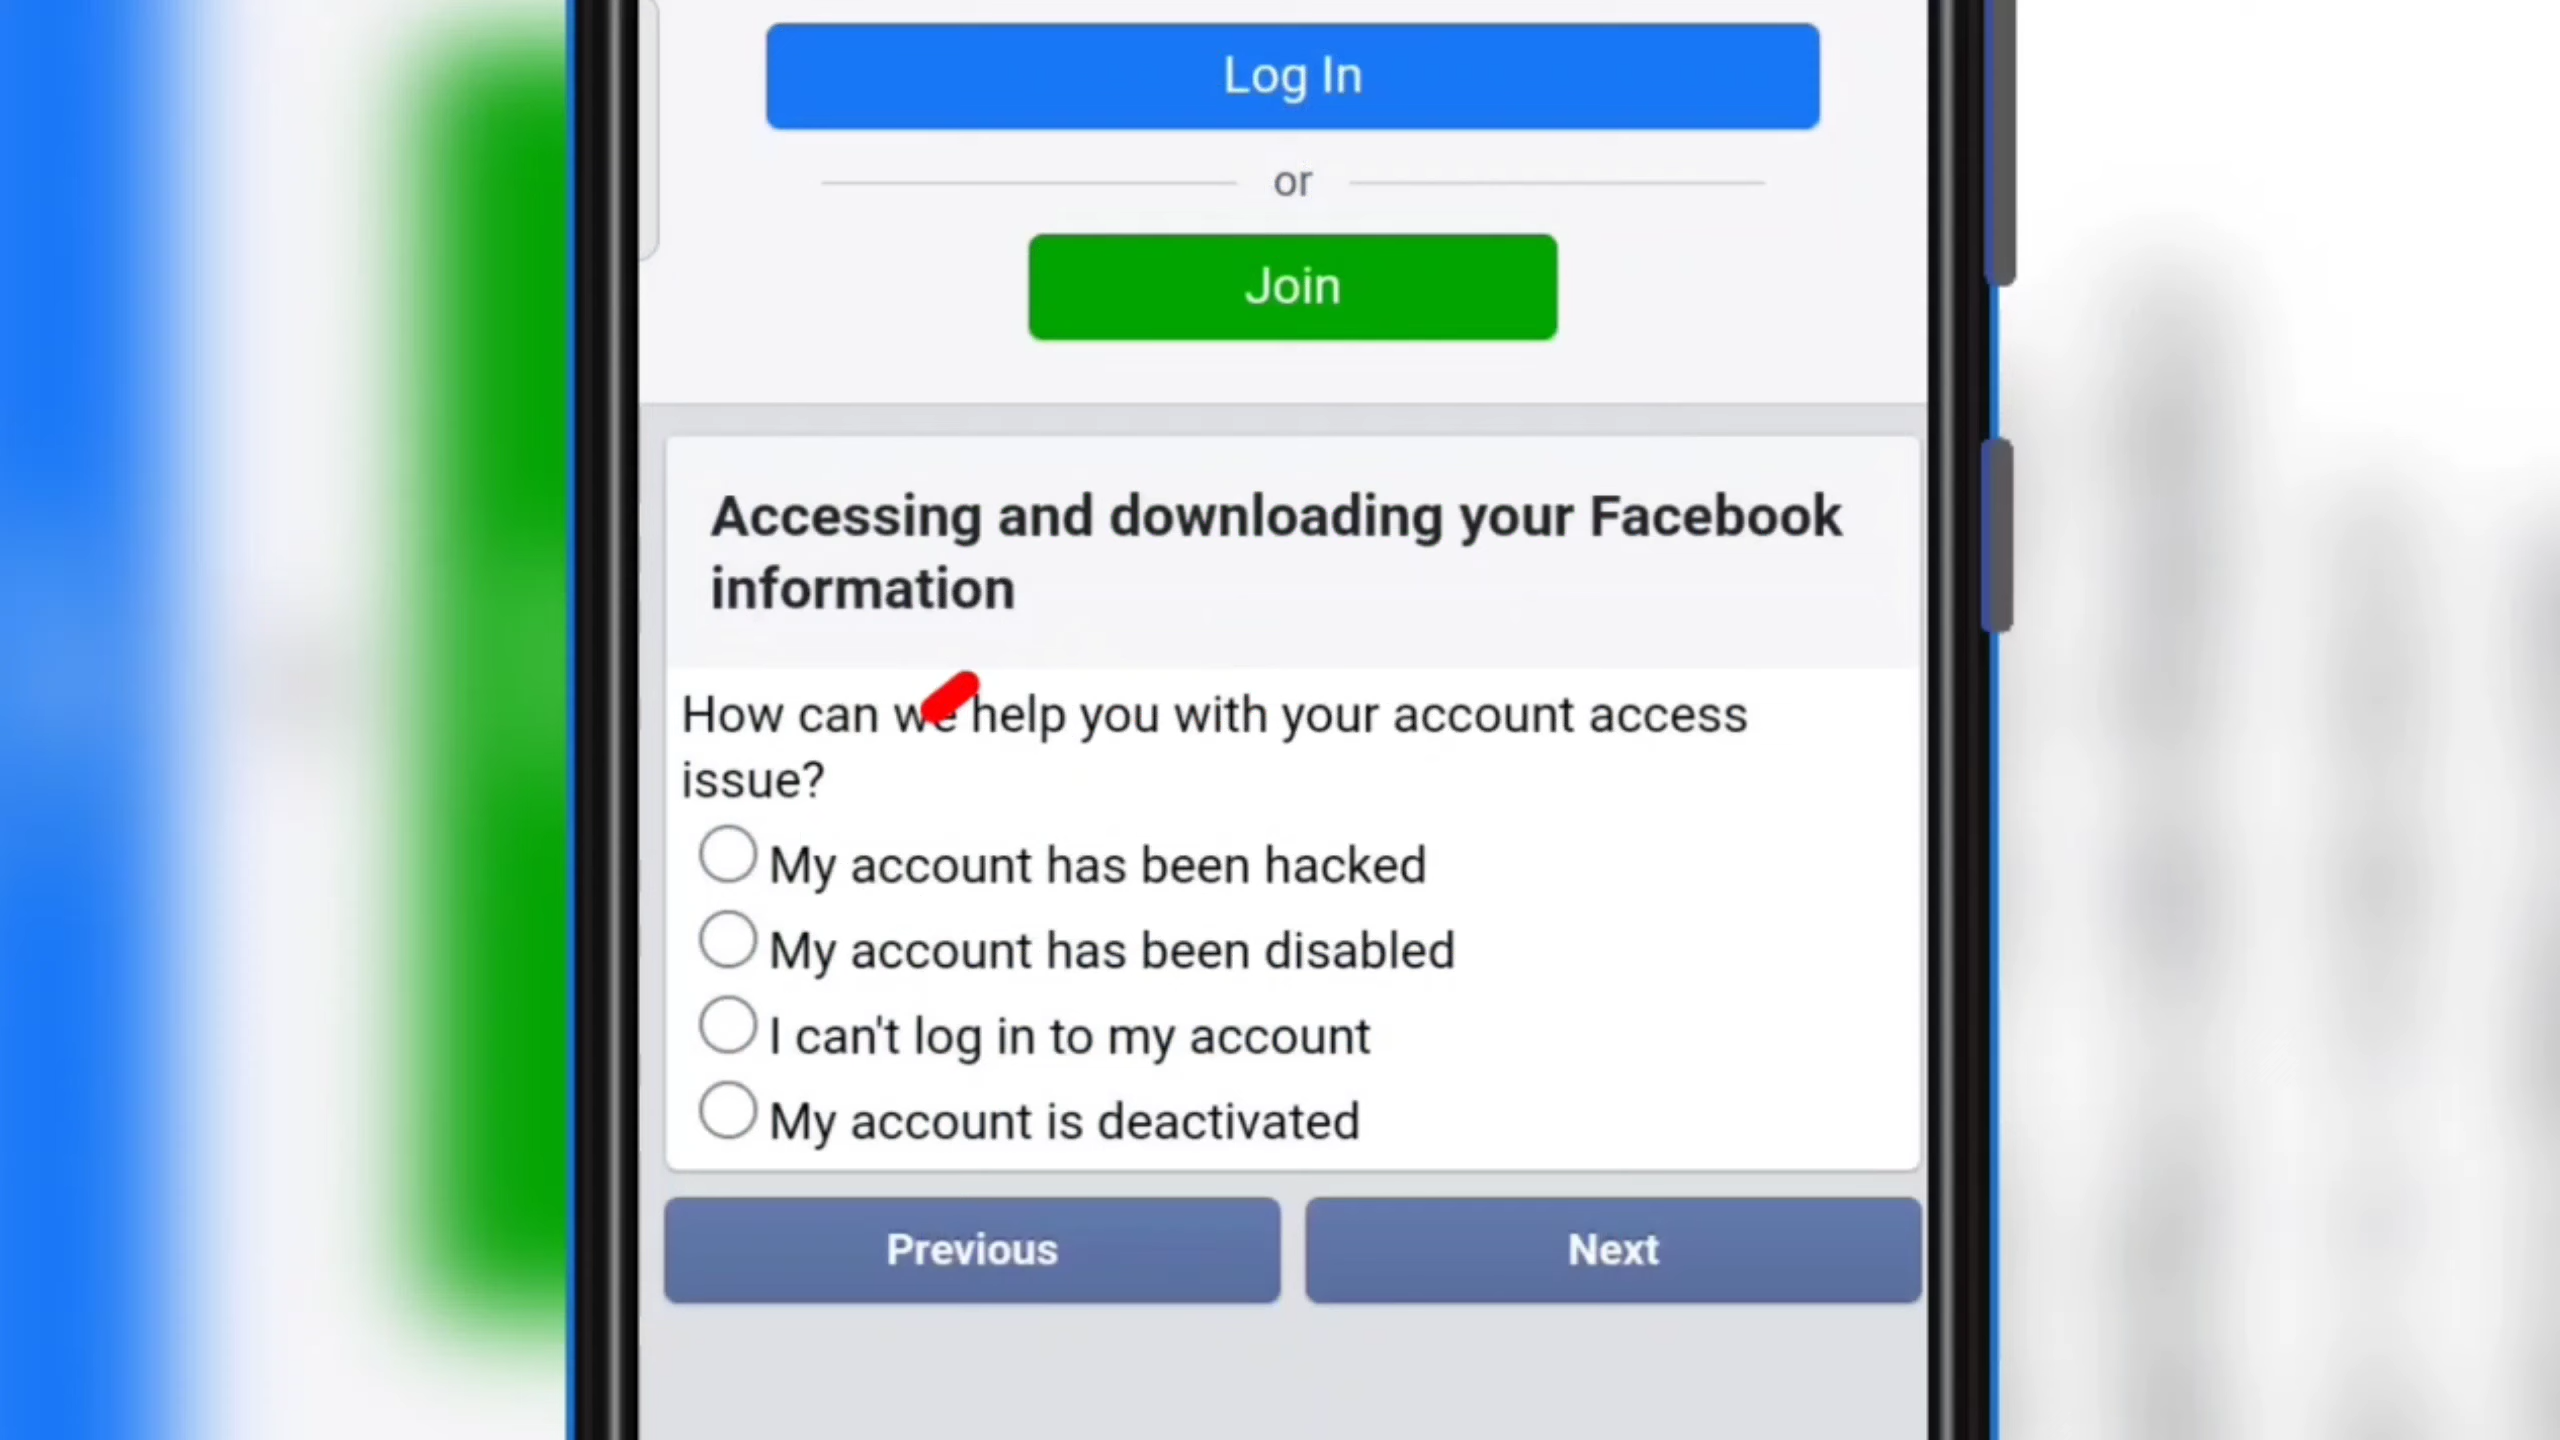 Log In
or
Join
Accessing and downloading your Facebook
information
How can we help you with your account access
issue?
My account has been hacked
My account has been disabled
I can't log in to my account
My account is deactivated
Previous
Next